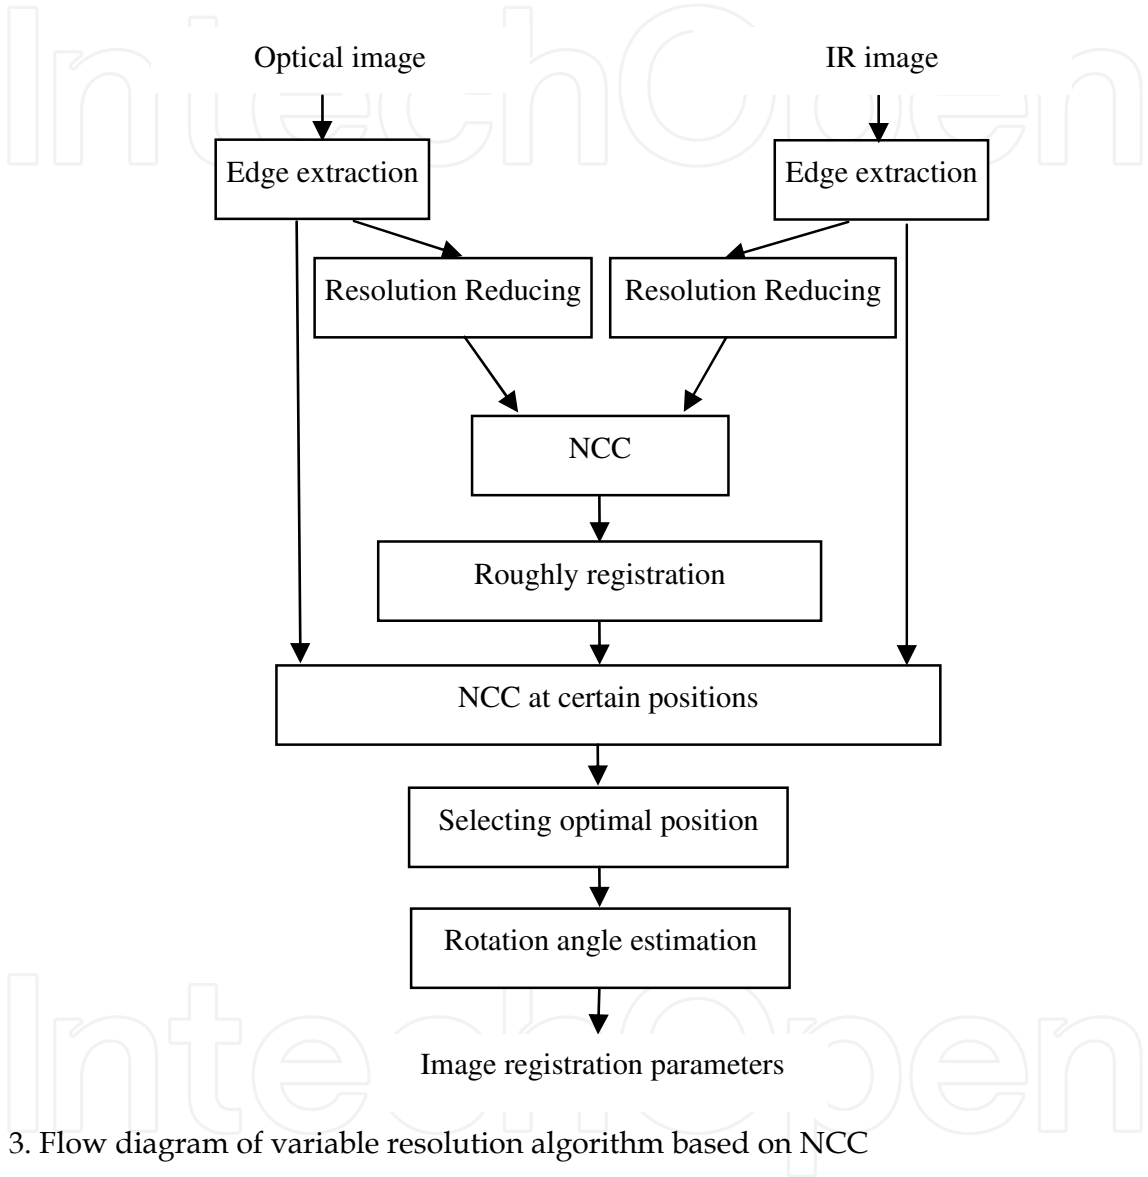 IntechOpen
Optical image
IR image
Edge extraction
Edge extraction
Resolution Reducing
Resolution Reducing
NCC
Roughly registration
NCC at certain positions
Selecting optimal position
Rotation angle estimation
Image registration parameters
IntechOpen
3. Flow diagram of variable resolution algorithm based on NCC